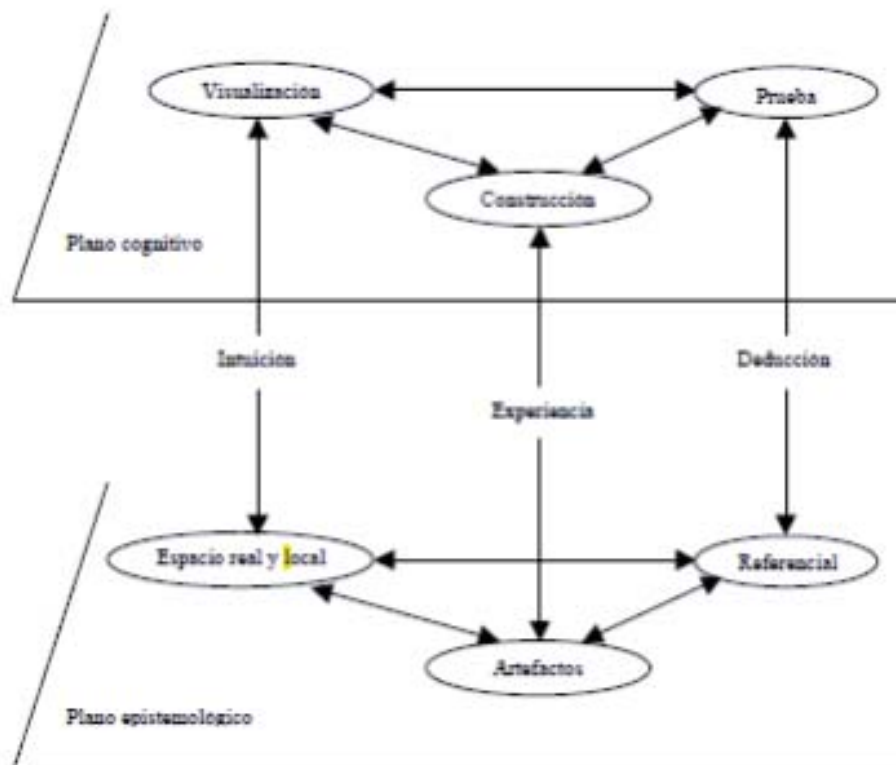 Visualización
Prueba
Construcción
Plano cognitivo
Intuición
Deducción
Experiencia
Espacio real y local
Referencial
Artefactos
Plano epistemológico